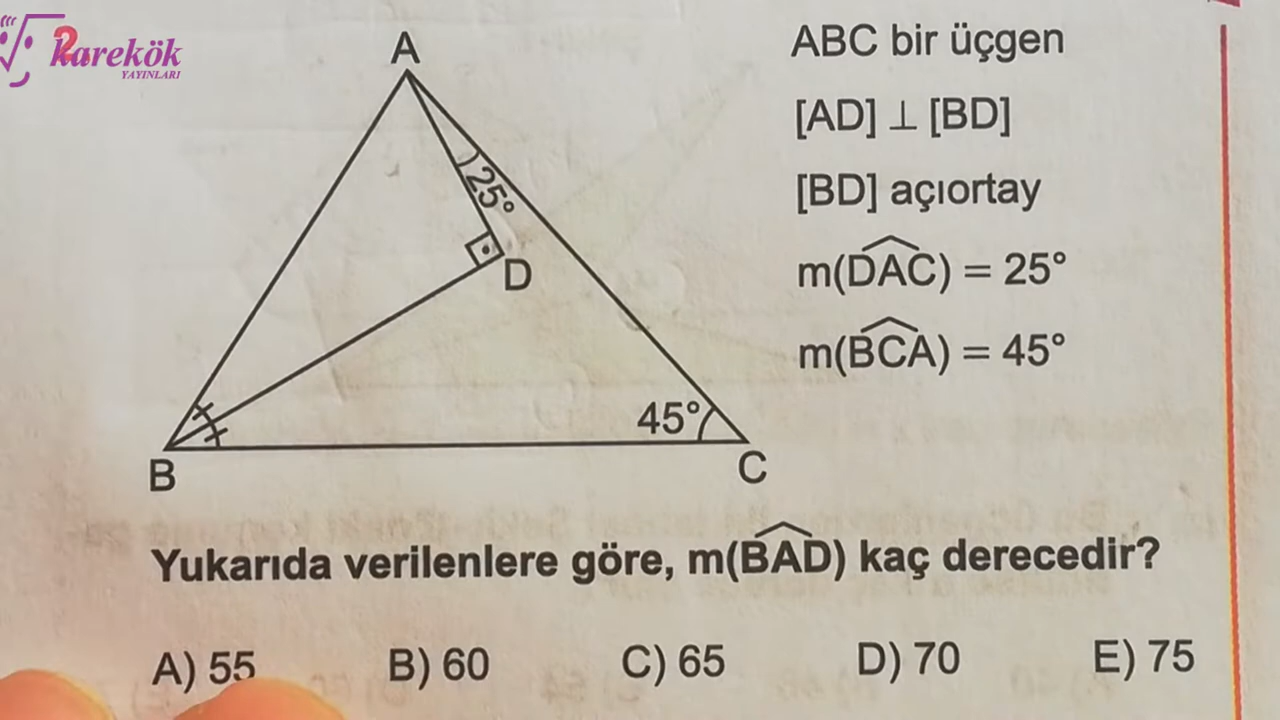 2.
karekök
YAYINLARI
A
25°
D
B
45°
C
ABC bir üçgen
[AD] ⊥ [BD]
[BD] açıortay
m(DAC) = 25°
m(BCA) = 45°
Yukarıda verilenlere göre, m(BAD) kaç derecedir?
A) 55 B) 60 C) 65 D) 70 E) 75